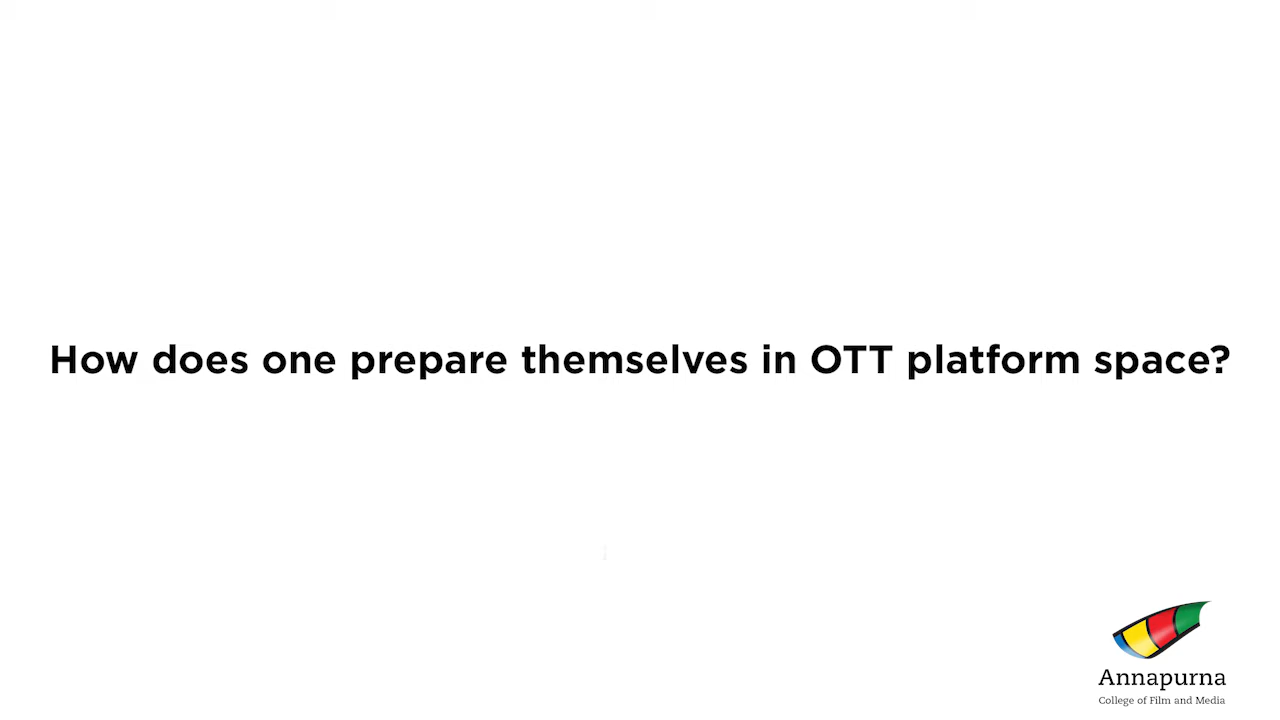 How does one prepare themselves in OTT platform space?
Annapurna
College of Film and Media